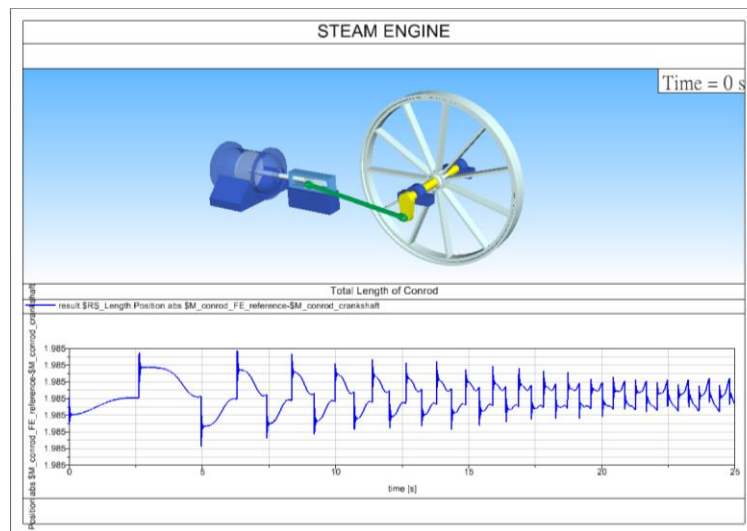 STEAM ENGINE
Time = 0 s
Total Length of Conrod
result.$RS_Length.Position abs $M_conrod_FE_reference-$M_conrod_crankshaft
Position abs $M_conrod_FE_reference-$M_conrod_crankshaft
1.985
1.985
1.985
1.985
1.985
1.985
1.985
1.985
0
5
10
15
20
25
time [s]